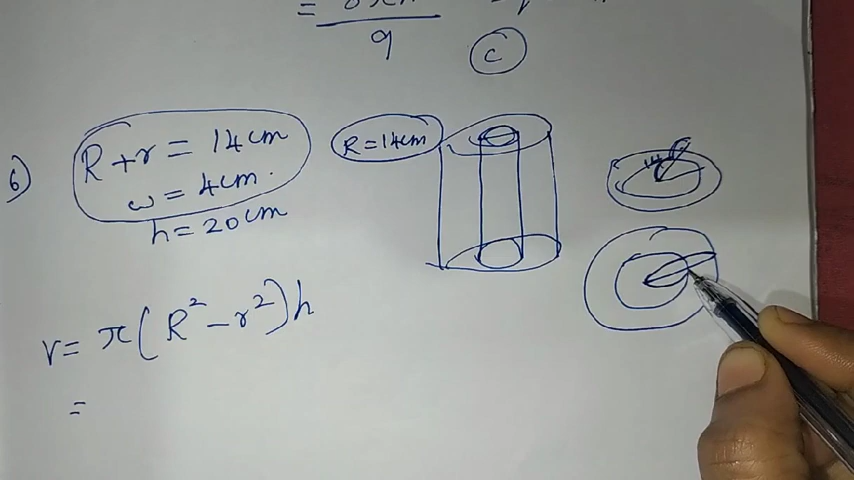 =
9
c
6) R + r = 14 cm
w = 4 cm.
h = 20 cm
R = 14 cm
V = π(R² - r²)h
=